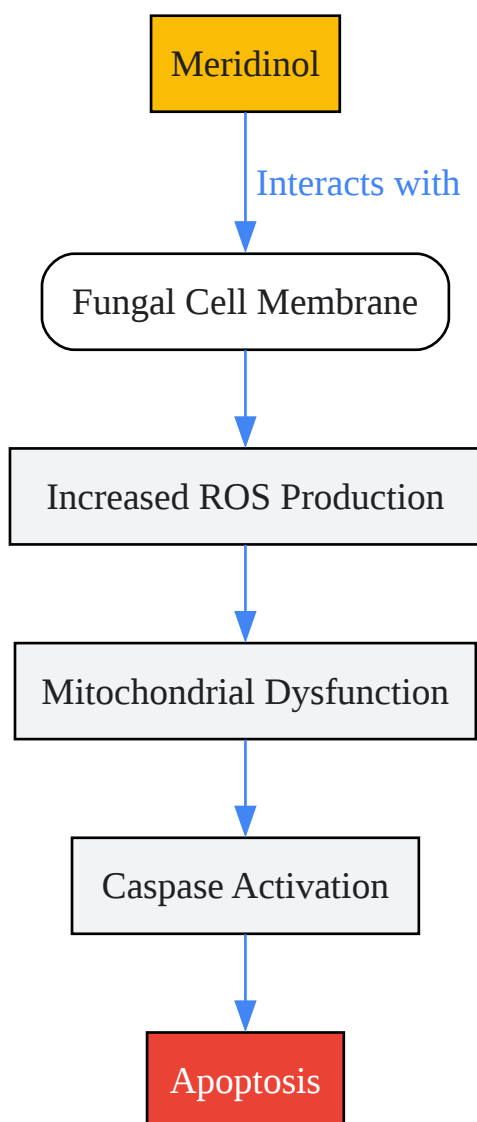 Meridinol
Interacts with
Fungal Cell Membrane
Increased ROS Production
Mitochondrial Dysfunction
Caspase Activation
Apoptosis